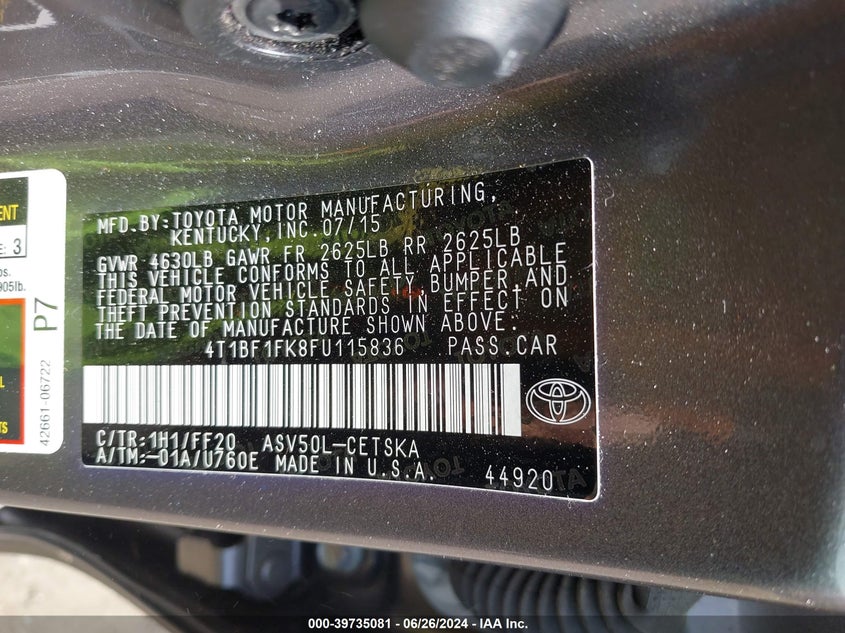 MFD.BY:TOYOTA MOTOR MANUFACTURING,
KENTUCKY, INC.07/15
GVWR 4630LB GAWR FR 2625LB RR 2625LB
THIS VEHICLE CONFORMS TO ALL APPLICABLE
FEDERAL MOTOR VEHICLE SAFETY,BUMPER,AND
THEFT PREVENTION STANDARDS IN EFFECT ON
THE DATE OF MANUFACTURE SHOWN ABOVE.
4T1BF1FK8FU115836 PASS.CAR
C/TR:1H1/FF20 ASV50L-CETSKA
A/TM:-01A/U760E MADE IN U.S.A.
44920
3
905lb.
P7
42661-06722
000-39735081 - 06/26/2024 - IAA Inc.